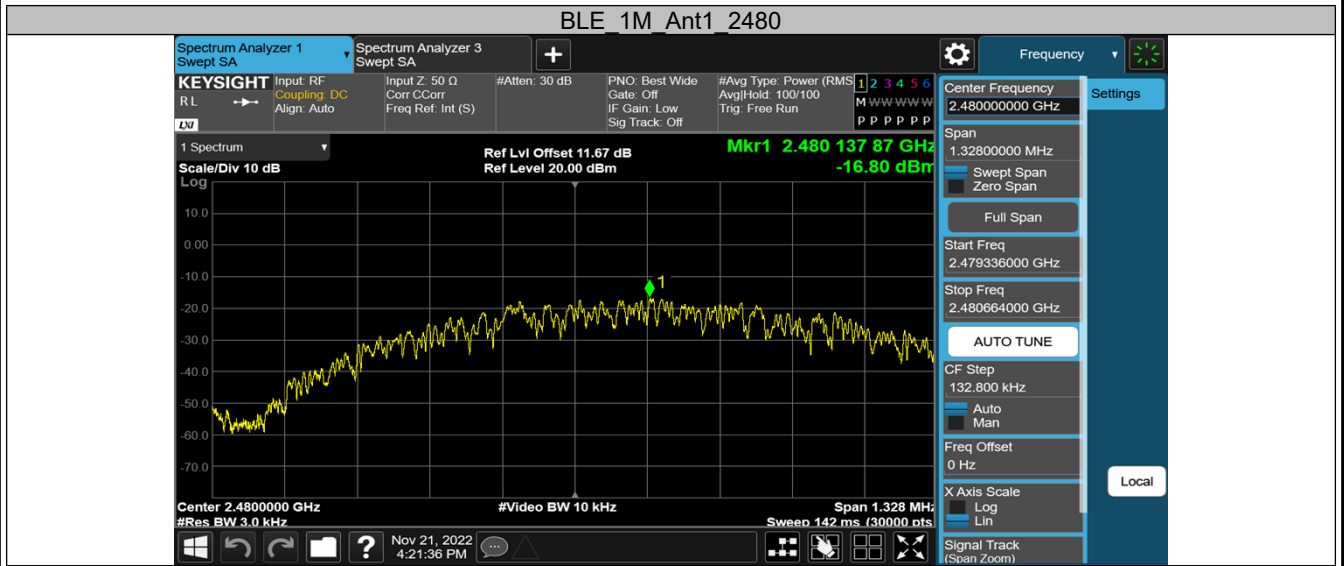 BLE_1M_Ant1_2480
Spectrum Analyzer 1
Swept SA
Spectrum Analyzer 3
Swept SA
Frequency
KEYSIGHT
R L
LXI
Input: RF
Coupling: DC
Align: Auto
Input Z: 50 Ω
Corr CCorr
Freq Ref: Int (S)
#Atten: 30 dB
PNO: Best Wide
Gate: Off
IF Gain: Low
Sig Track: Off
#Avg Type: Power (RMS
Avg|Hold: 100/100
Trig: Free Run
1 2 3 4 5 6
M W W W W W
P P P P P P
1 Spectrum
Scale/Div 10 dB
Log
Ref Lvl Offset 11.67 dB
Ref Level 20.00 dBm
Mkr1 2.480 137 87 GHz
-16.80 dBm
10.0
0.00
-10.0
-20.0
-30.0
-40.0
-50.0
-60.0
-70.0
1
Center 2.4800000 GHz
#Res BW 3.0 kHz
#Video BW 10 kHz
Span 1.328 MHz
Sweep 142 ms (30000 pts
Nov 21, 2022
4:21:36 PM
Center Frequency
2.480000000 GHz
Span
1.32800000 MHz
Swept Span
Zero Span
Full Span
Start Freq
2.479336000 GHz
Stop Freq
2.480664000 GHz
AUTO TUNE
CF Step
132.800 kHz
Auto
Man
Freq Offset
0 Hz
X Axis Scale
Log
Lin
Signal Track
(Span Zoom)
Settings
Local